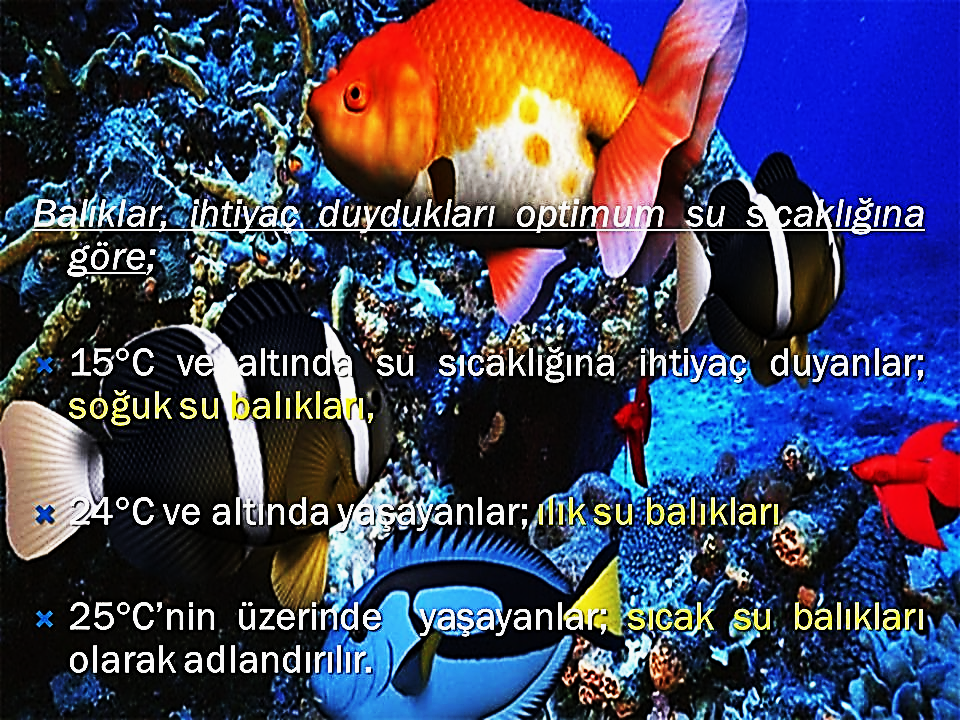 Balıklar, ihtiyaç duydukları optimum su sıcaklığına
göre;
× 15°C ve altında su sıcaklığına ihtiyaç duyanlar;
soğuk su balıkları,
× 24°C ve altında yaşayanlar; ılık su balıkları
× 25°C’nin üzerinde yaşayanlar; sıcak su balıkları
olarak adlandırılır.